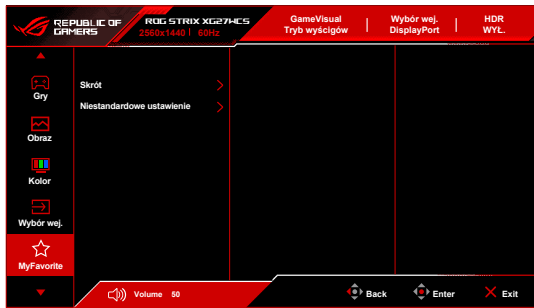 REPUBLIC OF
GAMERS
ROG STRIX XG27WCS
2560x1440 | 60Hz
GameVisual
Tryb wyścigów
Wybór wej.
DisplayPort
HDR
WYŁ.
Gry
Obraz
Kolor
Wybór wej.
MyFavorite
Skrót
Niestandardowe ustawienie
Volume 50
Back
Enter
Exit